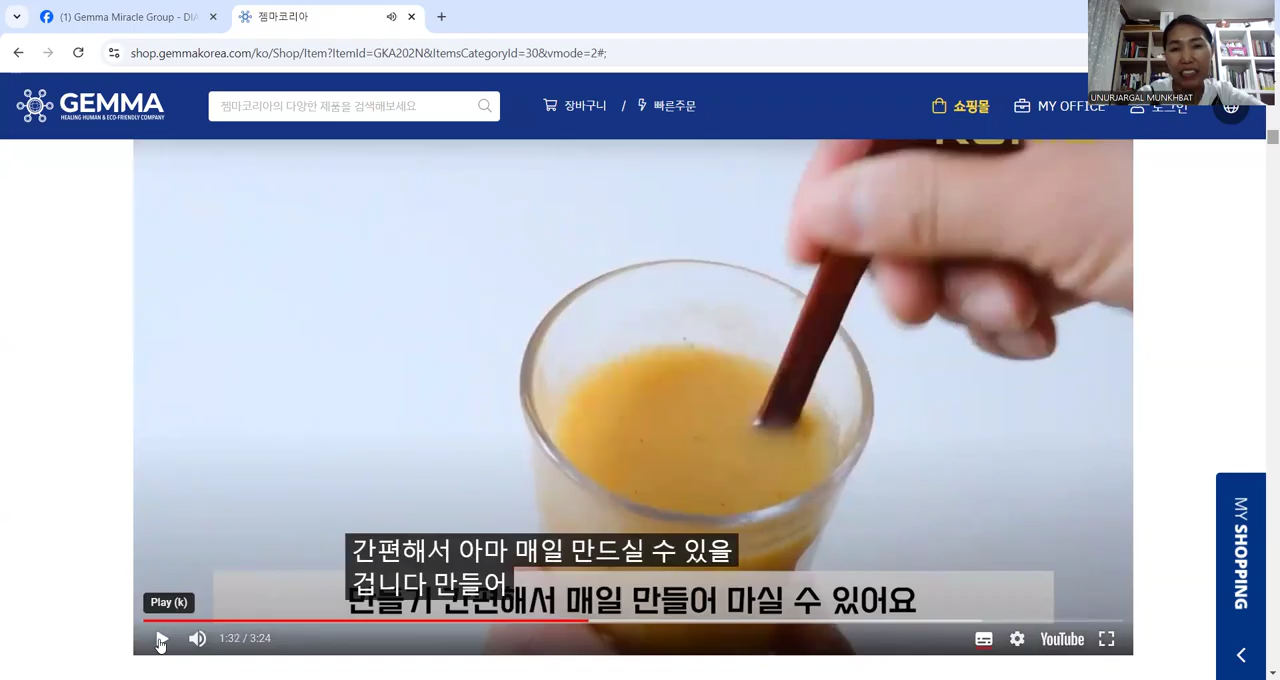 (1) Gemma Miracle Group - DIA
젬마코리아
shop.gemmakorea.com/ko/Shop/Item?ItemId=GKA202N&ItemsCategoryId=30&vmode=2#;
UNURJARGAL MUNKHBAT
GEMMA
HEALING HUMAN & ECO-FRIENDLY COMPANY
젬마코리아의 다양한 제품을 검색해보세요
장바구니 / 빠른주문
쇼핑몰
MY OFFICE
로그인
간편해서 아마 매일 만드실 수 있을
겁니다 만들어
만들기 간편해서 매일 만들어 마실 수 있어요
Play (k)
1:32 / 3:24
YouTube
MY SHOPPING